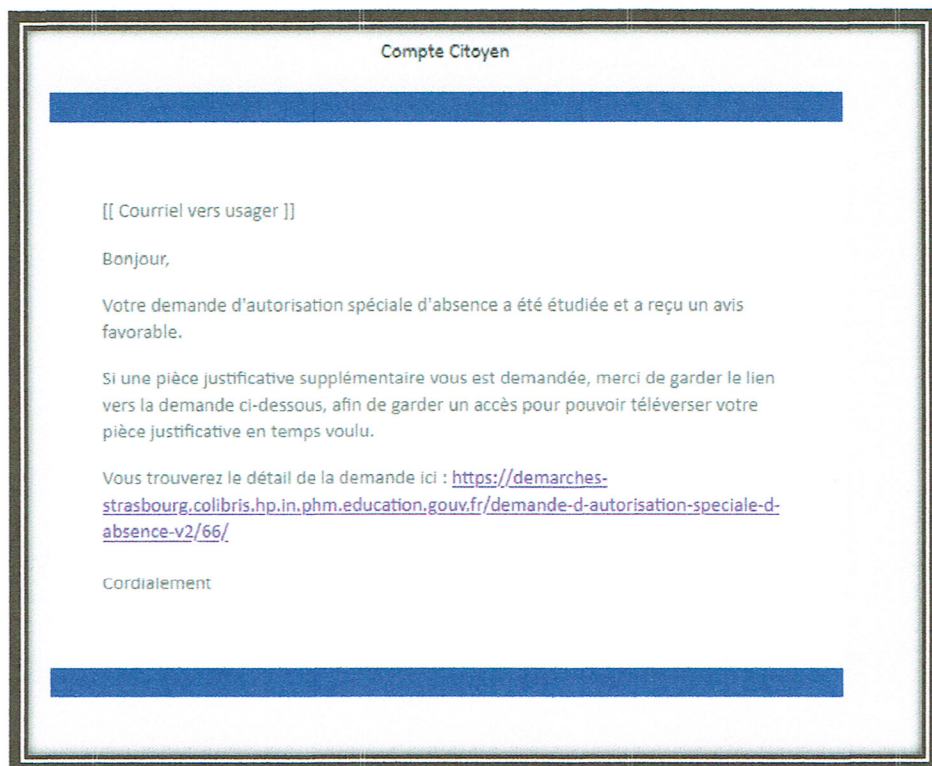 Compte Citoyen
[[ Courriel vers usager ]]
Bonjour,
Votre demande d'autorisation spéciale d'absence a été étudiée et a reçu un avis
favorable.
Si une pièce justificative supplémentaire vous est demandée, merci de garder le lien
vers la demande ci-dessous, afin de garder un accès pour pouvoir téléverser votre
pièce justificative en temps voulu.
Vous trouverez le détail de la demande ici : https://demarches-
strasbourg.colibris.hp.in.phm.education.gouv.fr/demande-d-autorisation-speciale-d-
absence-v2/66/
Cordialement